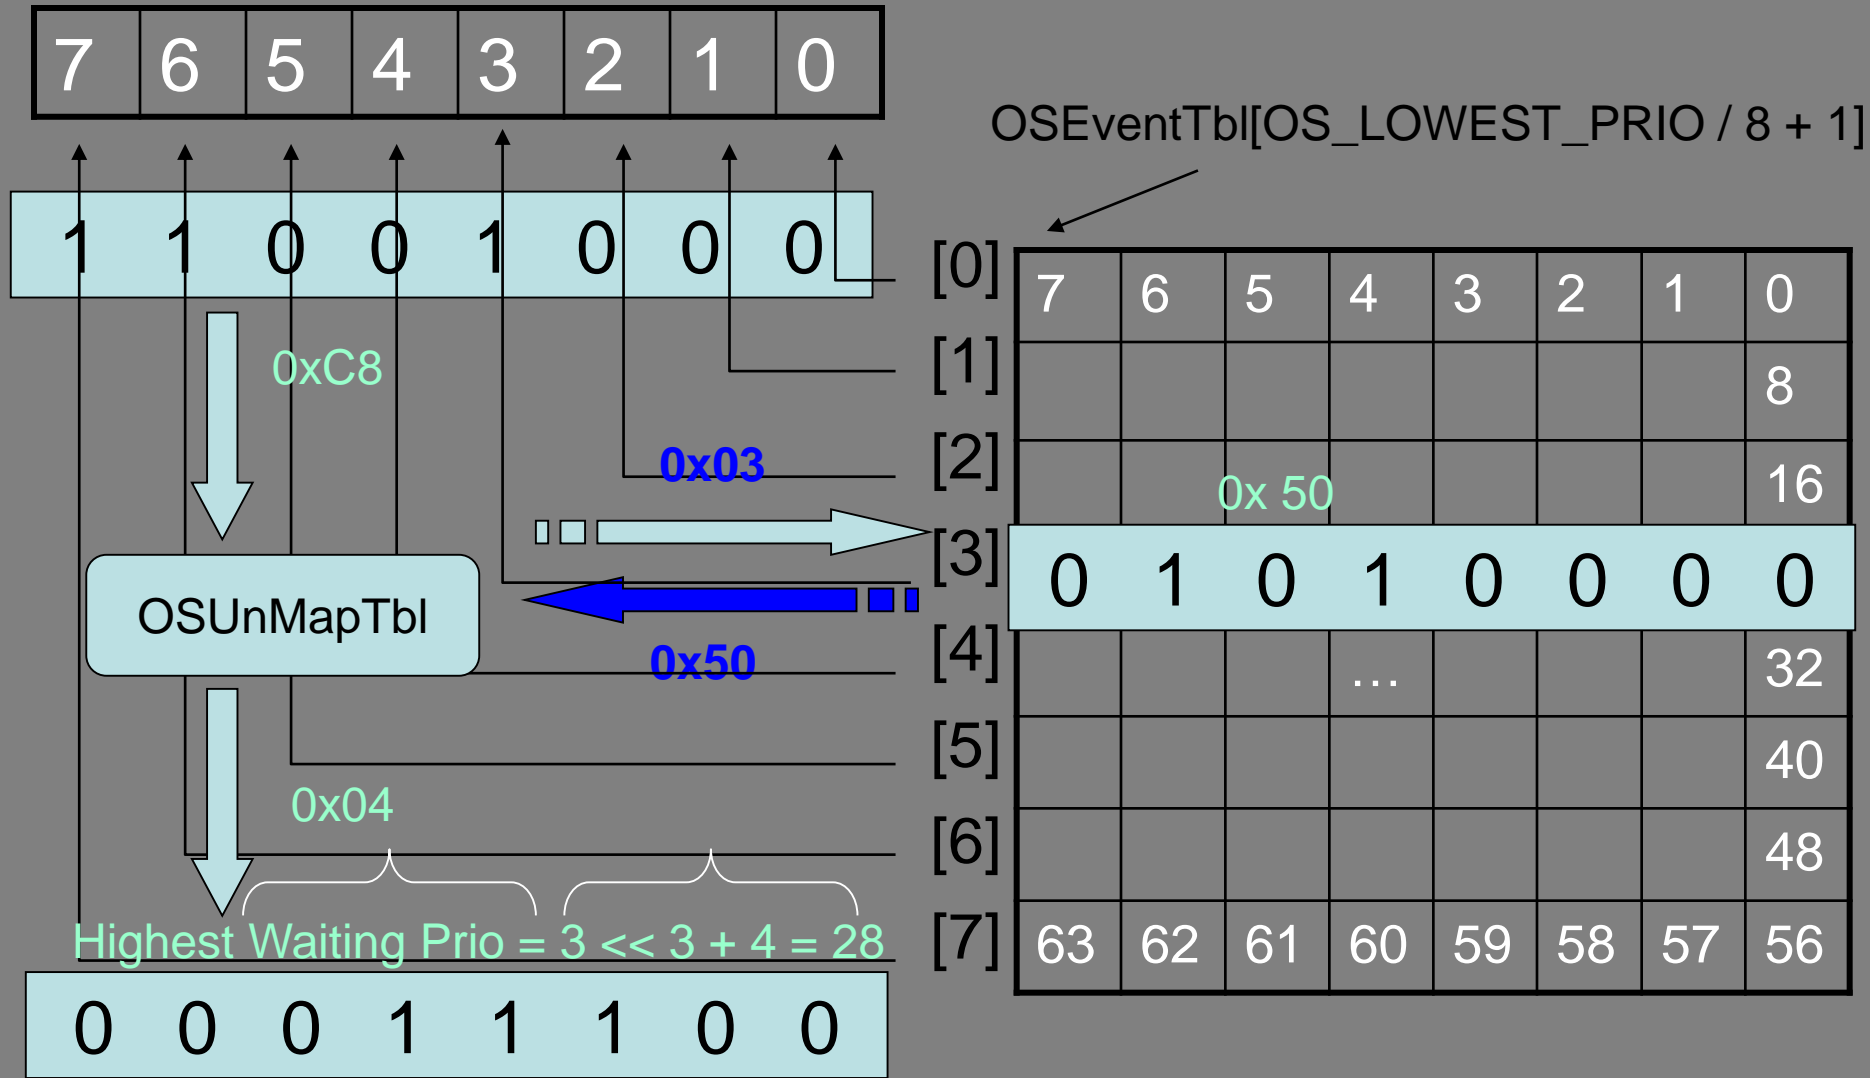 7 6 5 4 3 2 1 0
OSEventTbl[OS_LOWEST_PRIO / 8 + 1]
1 1 0 0 1 0 0 0
[0] 7 6 5 4 3 2 1 0
0xC8
[1] 8
0x03
[2] 16
0x 50
[3] 0 1 0 1 0 0 0 0
OSUnMapTbl
0x50
[4] … 32
[5] 40
0x04
[6] 48
Highest Waiting Prio = 3 << 3 + 4 = 28
[7] 63 62 61 60 59 58 57 56
0 0 0 1 1 1 0 0